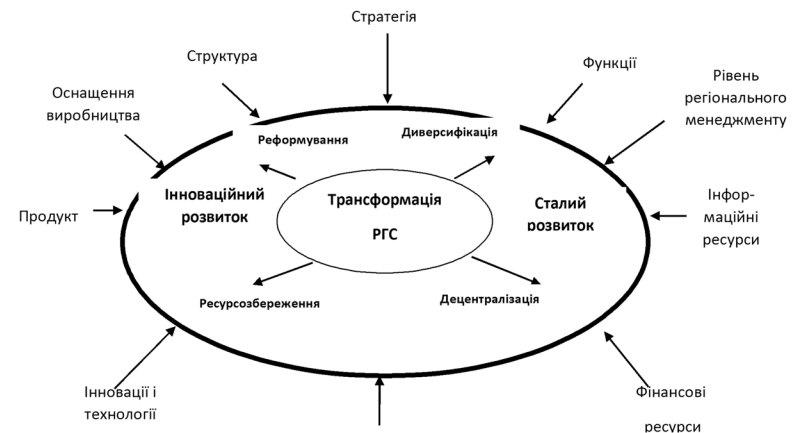 Стратегія
Структура
Функції
Рівень
регіонального
менеджменту
Оснащення
виробництва
Реформування
Диверсифікація
Інноваційний
розвиток
Трансформація
РГС
Сталий
розвиток
Продукт
Інфор-
маційні
ресурси
Ресурсозбереження
Децентралізація
Інновації і
технології
Фінансові
ресурси